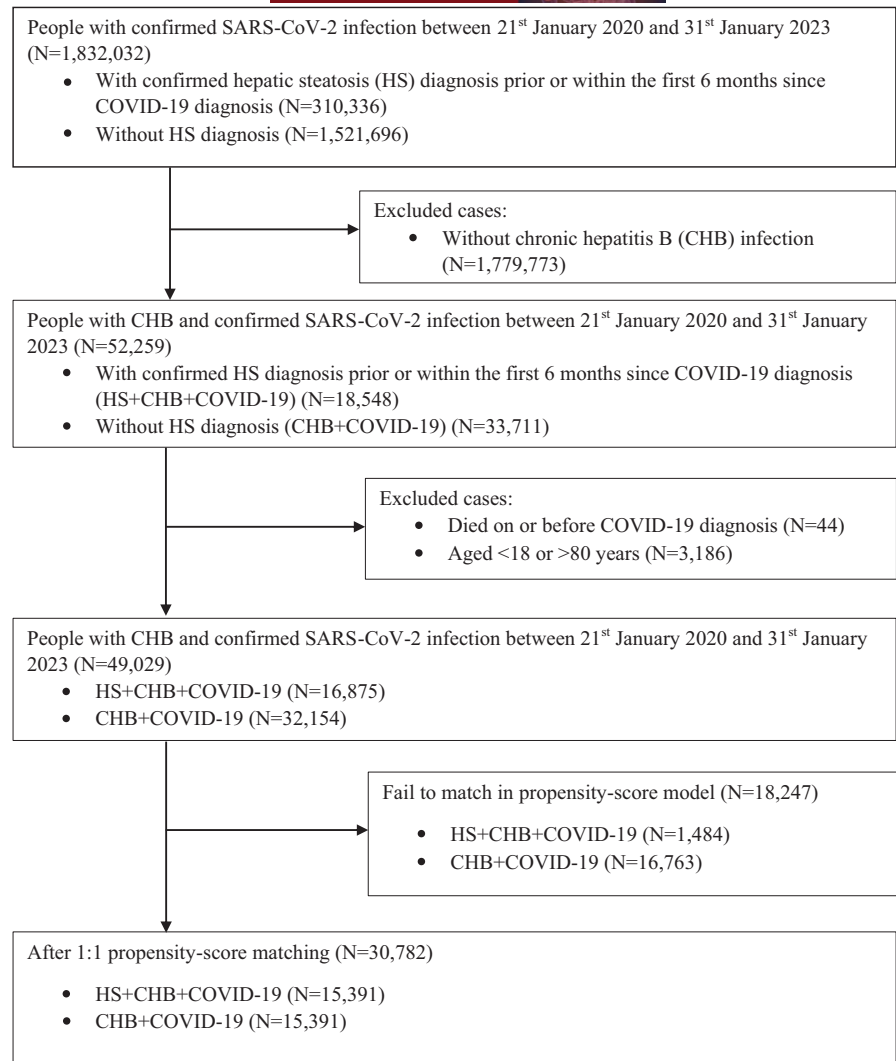 People with confirmed SARS-CoV-2 infection between 21st January 2020 and 31st January 2023
(N=1,832,032)
• With confirmed hepatic steatosis (HS) diagnosis prior or within the first 6 months since
COVID-19 diagnosis (N=310,336)
• Without HS diagnosis (N=1,521,696)
Excluded cases:
• Without chronic hepatitis B (CHB) infection
(N=1,779,773)
People with CHB and confirmed SARS-CoV-2 infection between 21st January 2020 and 31st January
2023 (N=52,259)
• With confirmed HS diagnosis prior or within the first 6 months since COVID-19 diagnosis
(HS+CHB+COVID-19) (N=18,548)
• Without HS diagnosis (CHB+COVID-19) (N=33,711)
Excluded cases:
• Died on or before COVID-19 diagnosis (N=44)
• Aged <18 or >80 years (N=3,186)
People with CHB and confirmed SARS-CoV-2 infection between 21st January 2020 and 31st January
2023 (N=49,029)
• HS+CHB+COVID-19 (N=16,875)
• CHB+COVID-19 (N=32,154)
Fail to match in propensity-score model (N=18,247)
• HS+CHB+COVID-19 (N=1,484)
• CHB+COVID-19 (N=16,763)
After 1:1 propensity-score matching (N=30,782)
• HS+CHB+COVID-19 (N=15,391)
• CHB+COVID-19 (N=15,391)